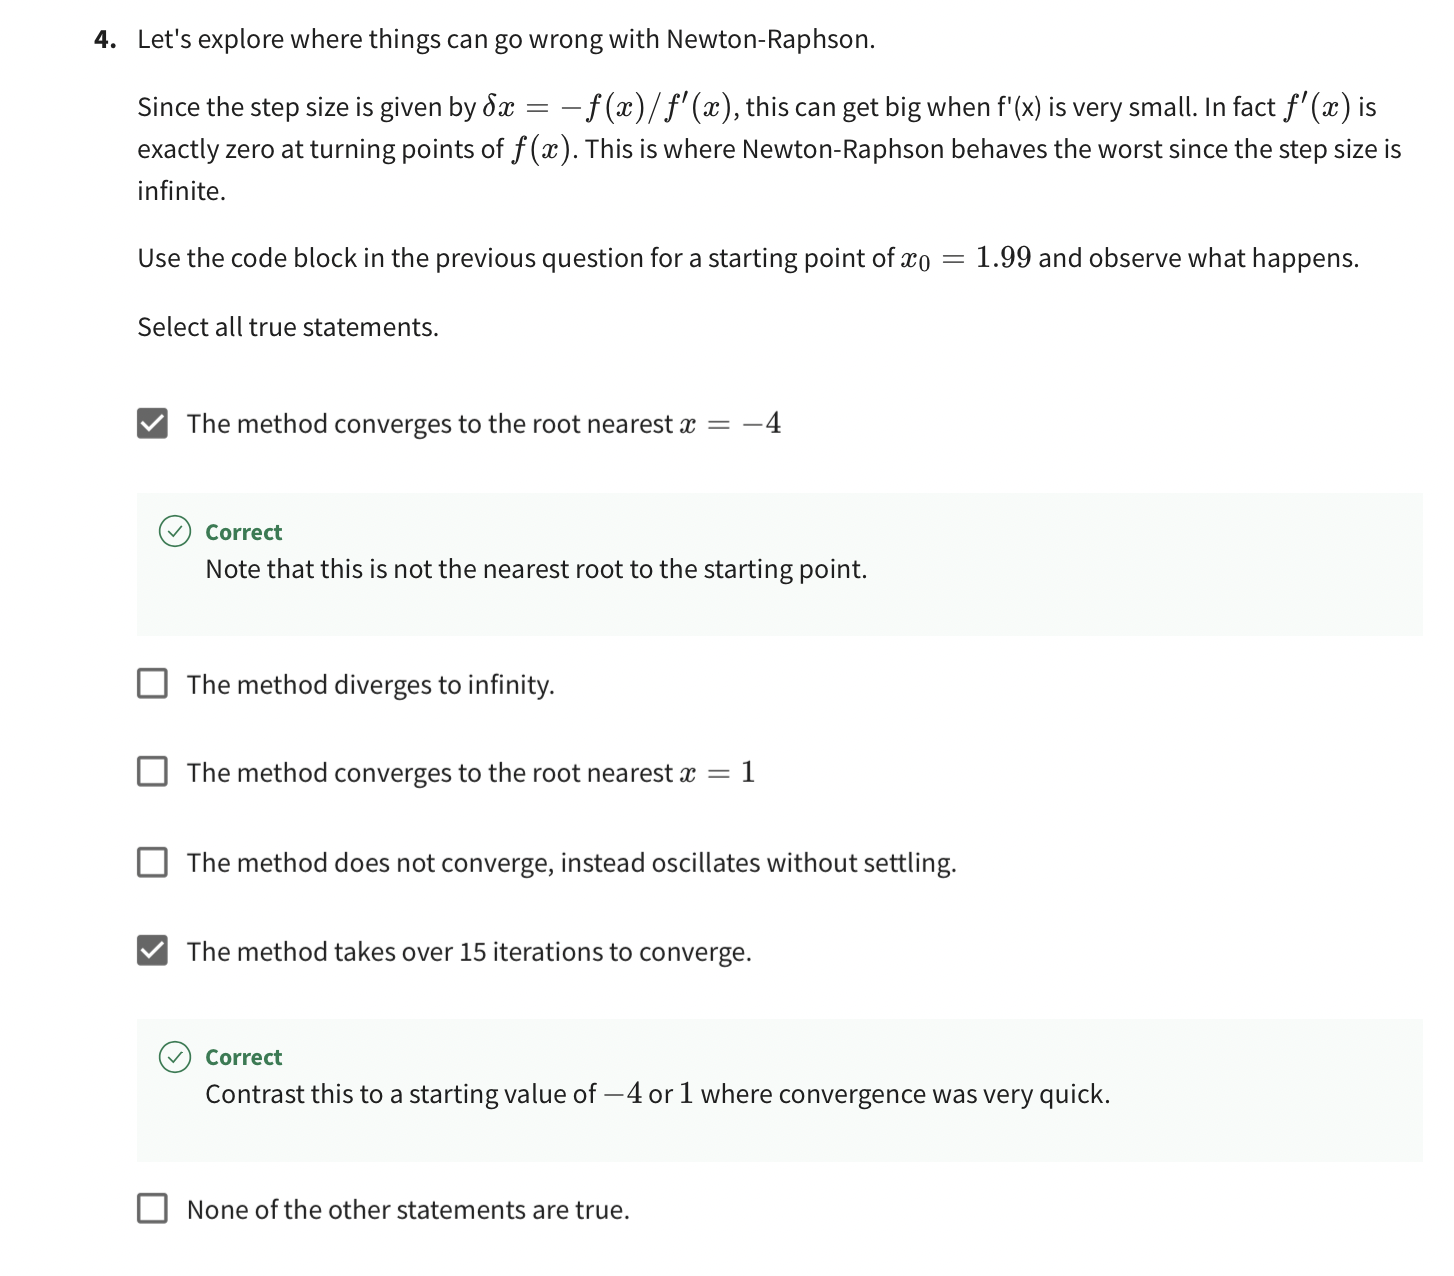 4. Let's explore where things can go wrong with Newton-Raphson.
Since the step size is given by δx = −f(x)/f′(x), this can get big when f'(x) is very small. In fact f′(x) is
exactly zero at turning points of f(x). This is where Newton-Raphson behaves the worst since the step size is
infinite.
Use the code block in the previous question for a starting point of x₀ = 1.99 and observe what happens.
Select all true statements.
The method converges to the root nearest x = −4
Correct
Note that this is not the nearest root to the starting point.
The method diverges to infinity.
The method converges to the root nearest x = 1
The method does not converge, instead oscillates without settling.
The method takes over 15 iterations to converge.
Correct
Contrast this to a starting value of −4 or 1 where convergence was very quick.
None of the other statements are true.